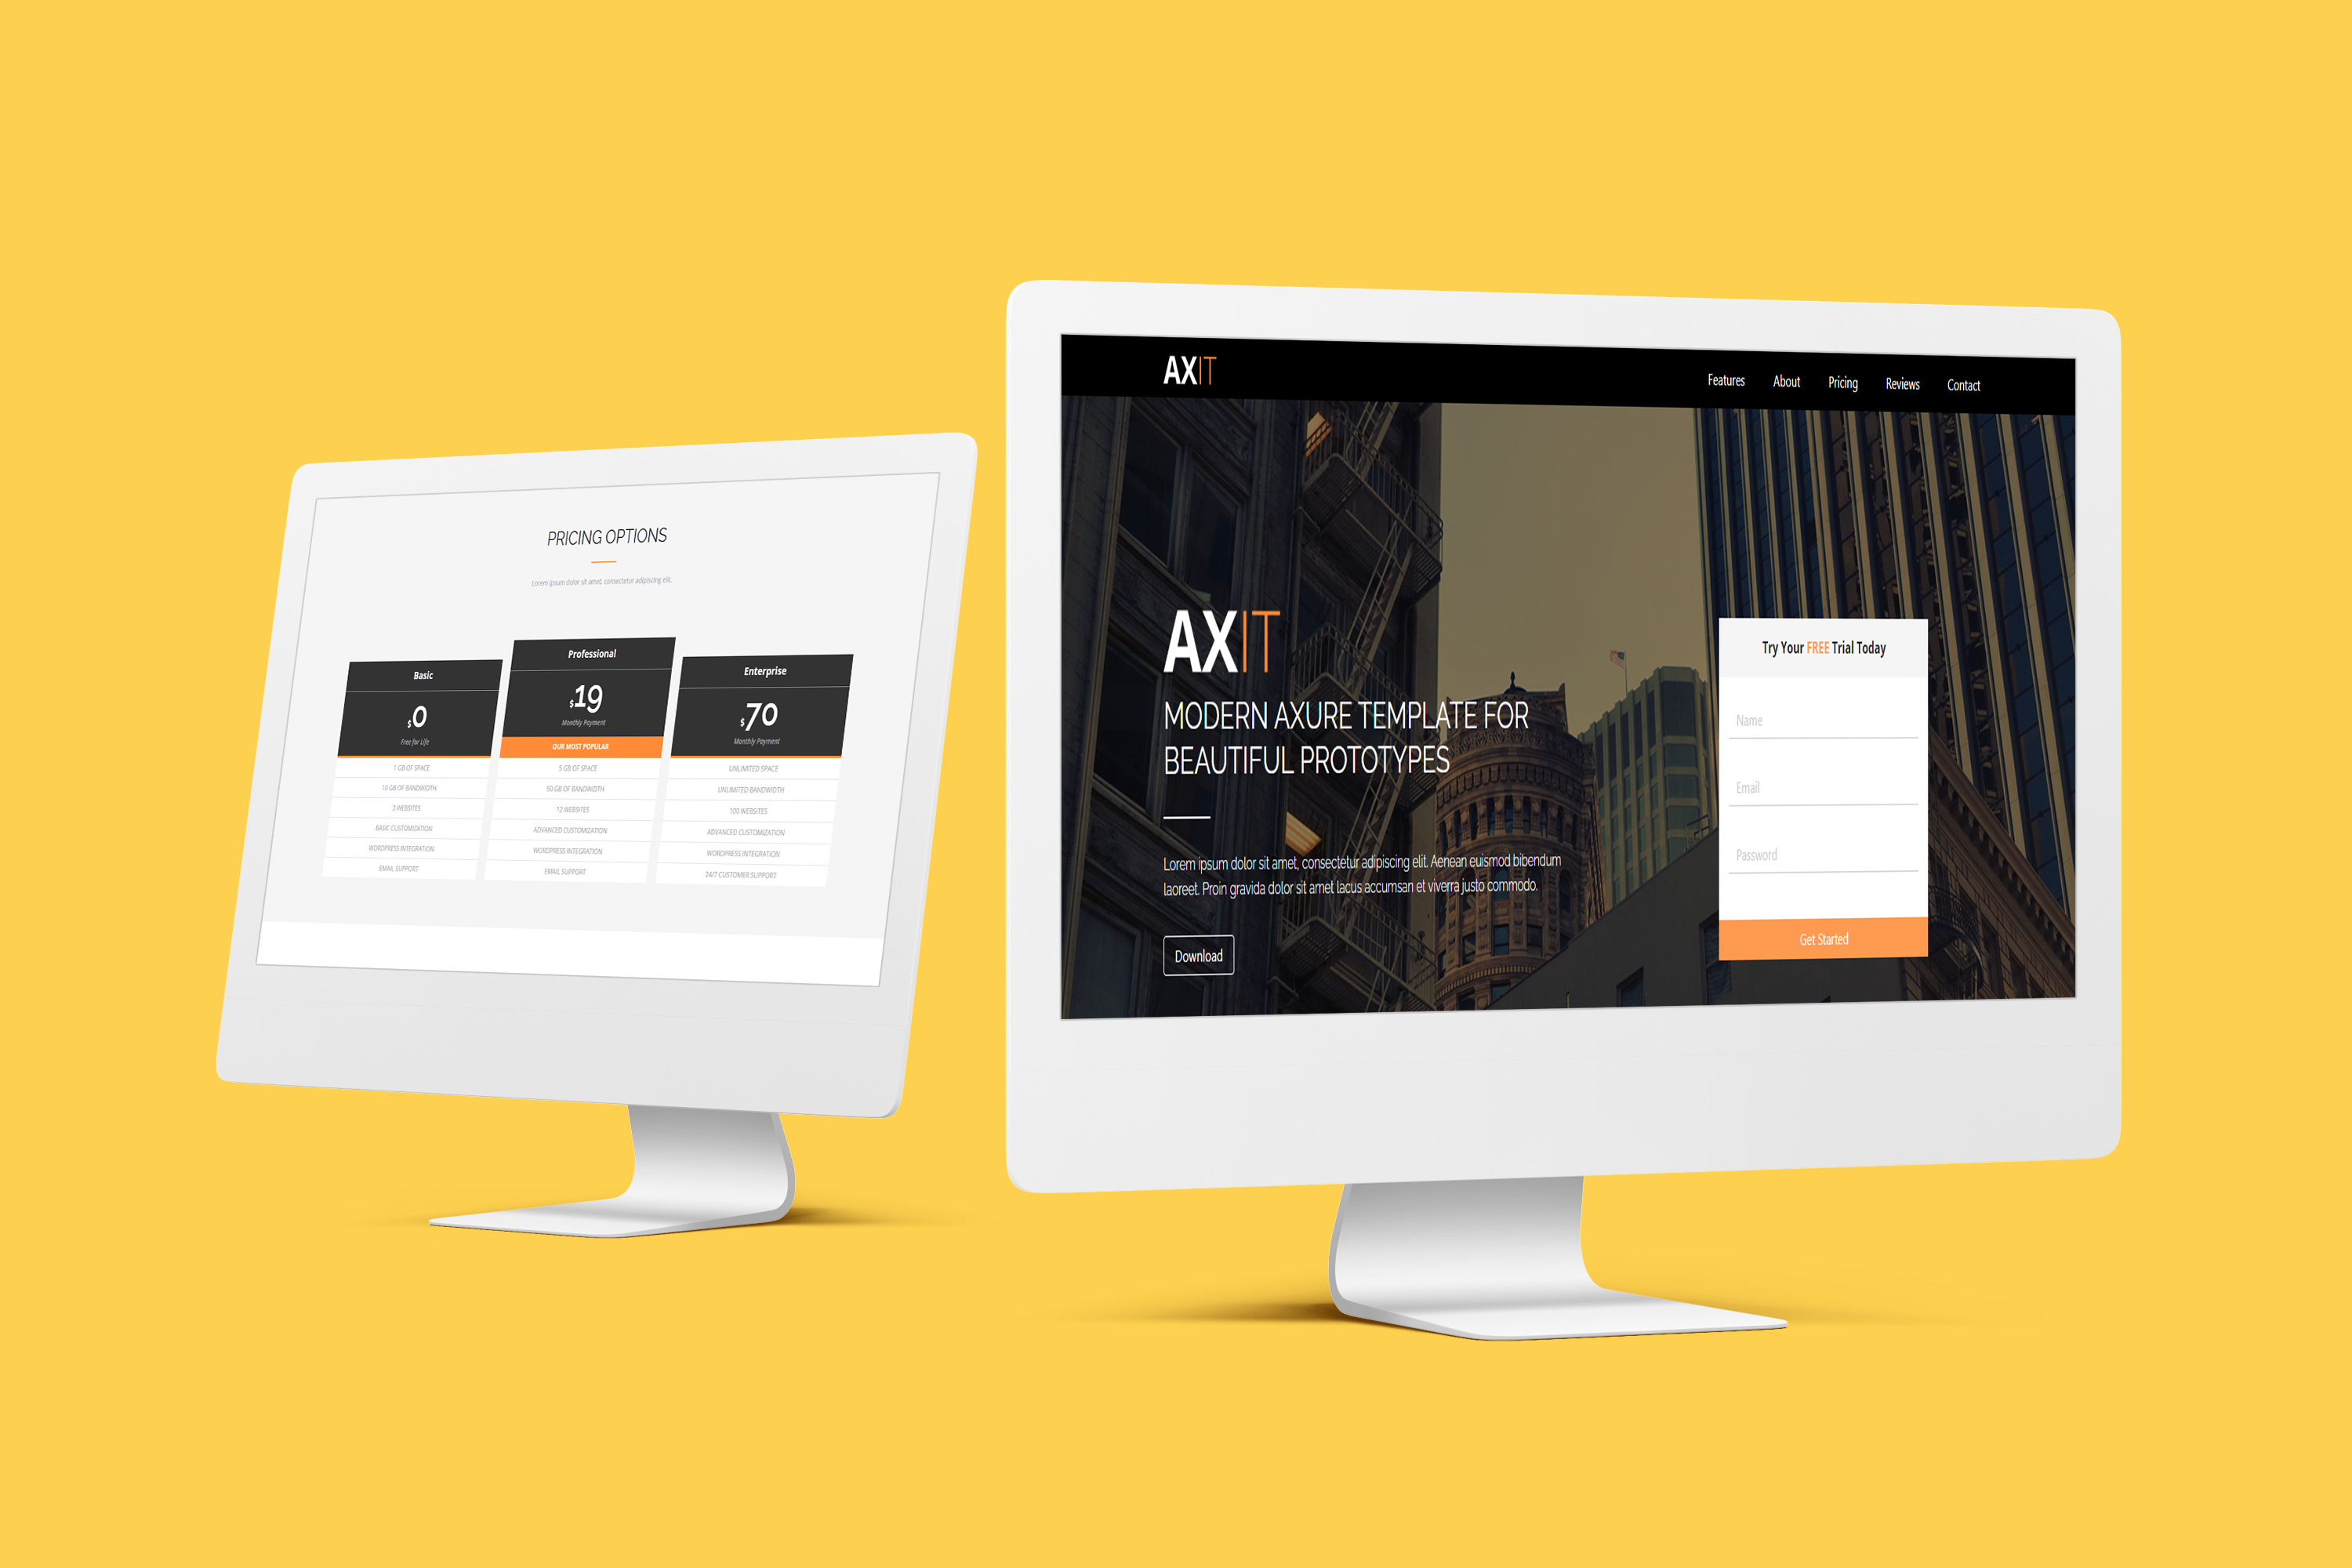 PRICING OPTIONS
Lorem ipsum dolor sit amet, consectetur adipiscing elit.
Basic
$0
Free for Life
1 GB OF SPACE
10 GB OF BANDWIDTH
3 WEBSITES
BASIC CUSTOMIZATION
WORDPRESS INTEGRATION
EMAIL SUPPORT
Professional
$19
Monthly Payment
OUR MOST POPULAR
5 GB OF SPACE
50 GB OF BANDWIDTH
12 WEBSITES
ADVANCED CUSTOMIZATION
WORDPRESS INTEGRATION
EMAIL SUPPORT
Enterprise
$70
Monthly Payment
UNLIMITED SPACE
UNLIMITED BANDWIDTH
100 WEBSITES
ADVANCED CUSTOMIZATION
WORDPRESS INTEGRATION
24/7 CUSTOMER SUPPORT
AXIT
Features About Pricing Reviews Contact
AXIT
MODERN AXURE TEMPLATE FOR
BEAUTIFUL PROTOTYPES
Lorem ipsum dolor sit amet, consectetur adipiscing elit. Aenean euismod bibendum
laoreet. Proin gravida dolor sit amet lacus accumsan et viverra justo commodo.
Download
Try Your FREE Trial Today
Name
Email
Password
Get Started